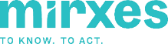 mirxes
TO KNOW. TO ACT.